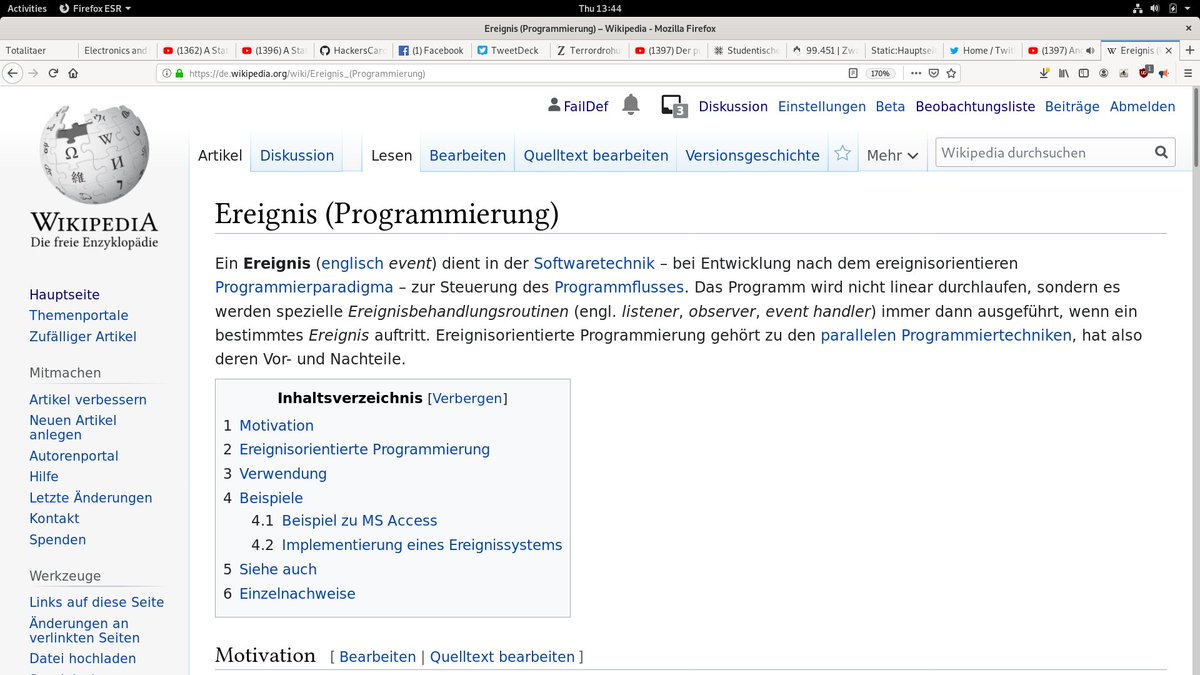 Activities Firefox ESR Thu 13:44
Ereignis (Programmierung) – Wikipedia - Mozilla Firefox
Totalitaer Electronics and (1362) A Sta (1396) A Sta HackersCar (1) Facebook TweetDeck Terrordrohu (1397) Der p Studentische 99.451 | Zwe Static:Hauptsei Home / Twit (1397) An Ereignis (
https://de.wikipedia.org/wiki/Ereignis_(Programmierung) 170%
FailDef 3 Diskussion Einstellungen Beta Beobachtungsliste Beiträge Abmelden
Artikel Diskussion Lesen Bearbeiten Quelltext bearbeiten Versionsgeschichte Mehr Wikipedia durchsuchen
WIKIPEDIA
Die freie Enzyklopädie
Hauptseite
Themenportale
Zufälliger Artikel
Mitmachen
Artikel verbessern
Neuen Artikel
anlegen
Autorenportal
Hilfe
Letzte Änderungen
Kontakt
Spenden
Werkzeuge
Links auf diese Seite
Änderungen an
verlinkten Seiten
Datei hochladen
Ereignis (Programmierung)
Ein Ereignis (englisch event) dient in der Softwaretechnik – bei Entwicklung nach dem ereignisorientieren
Programmierparadigma – zur Steuerung des Programmflusses. Das Programm wird nicht linear durchlaufen, sondern es
werden spezielle Ereignisbehandlungsroutinen (engl. listener, observer, event handler) immer dann ausgeführt, wenn ein
bestimmtes Ereignis auftritt. Ereignisorientierte Programmierung gehört zu den parallelen Programmiertechniken, hat also
deren Vor- und Nachteile.
Inhaltsverzeichnis [Verbergen]
1 Motivation
2 Ereignisorientierte Programmierung
3 Verwendung
4 Beispiele
4.1 Beispiel zu MS Access
4.2 Implementierung eines Ereignissystems
5 Siehe auch
6 Einzelnachweise
Motivation [ Bearbeiten | Quelltext bearbeiten ]